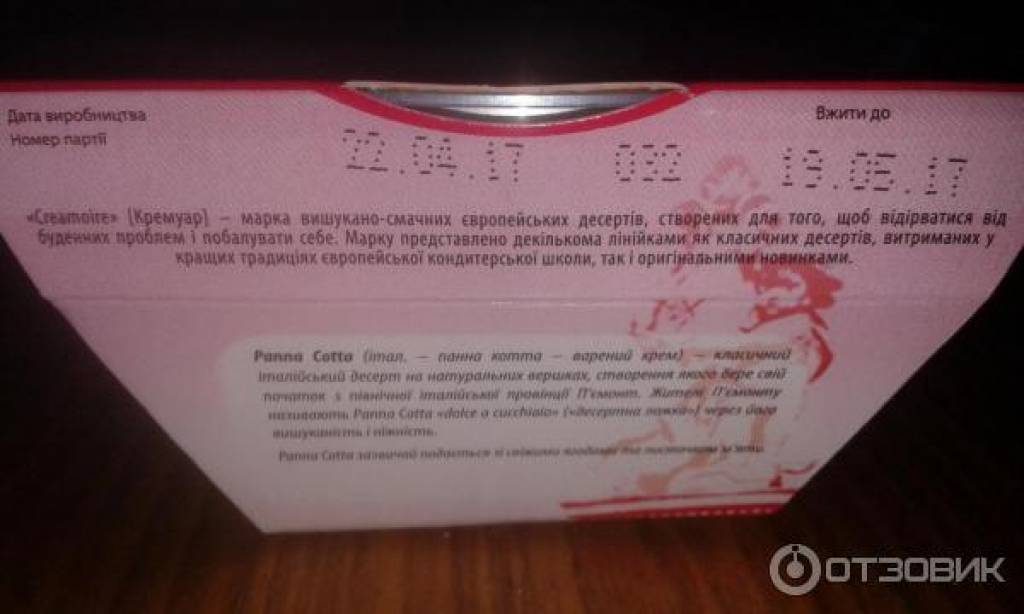 Дата виробництва
Номер партії
22.04.17 092
Вжити до
19.05.17
«Creamoire» [Кремуар] – марка вишукано-смачних європейських десертів, створених для того, щоб відірватися від
буденних проблем і побалувати себе. Марку представлено декількома лінійками як класичних десертів, витриманих у
кращих традиціях європейської кондитерської школи, так і оригінальними новинками.
Panna Cotta (італ. – панна котта – варений крем) – класичний
італійський десерт на натуральних вершках, створення якого бере свій
початок з північної італійської провінції П'ємонт. Жителі П'ємонту
називають Panna Cotta «dolce a cucchiaio» («десертна ложка») через його
вишуканість і ніжність.
Panna Cotta зазвичай подається зі свіжими ягодами та листочком м'яти.
ОТЗОВИК